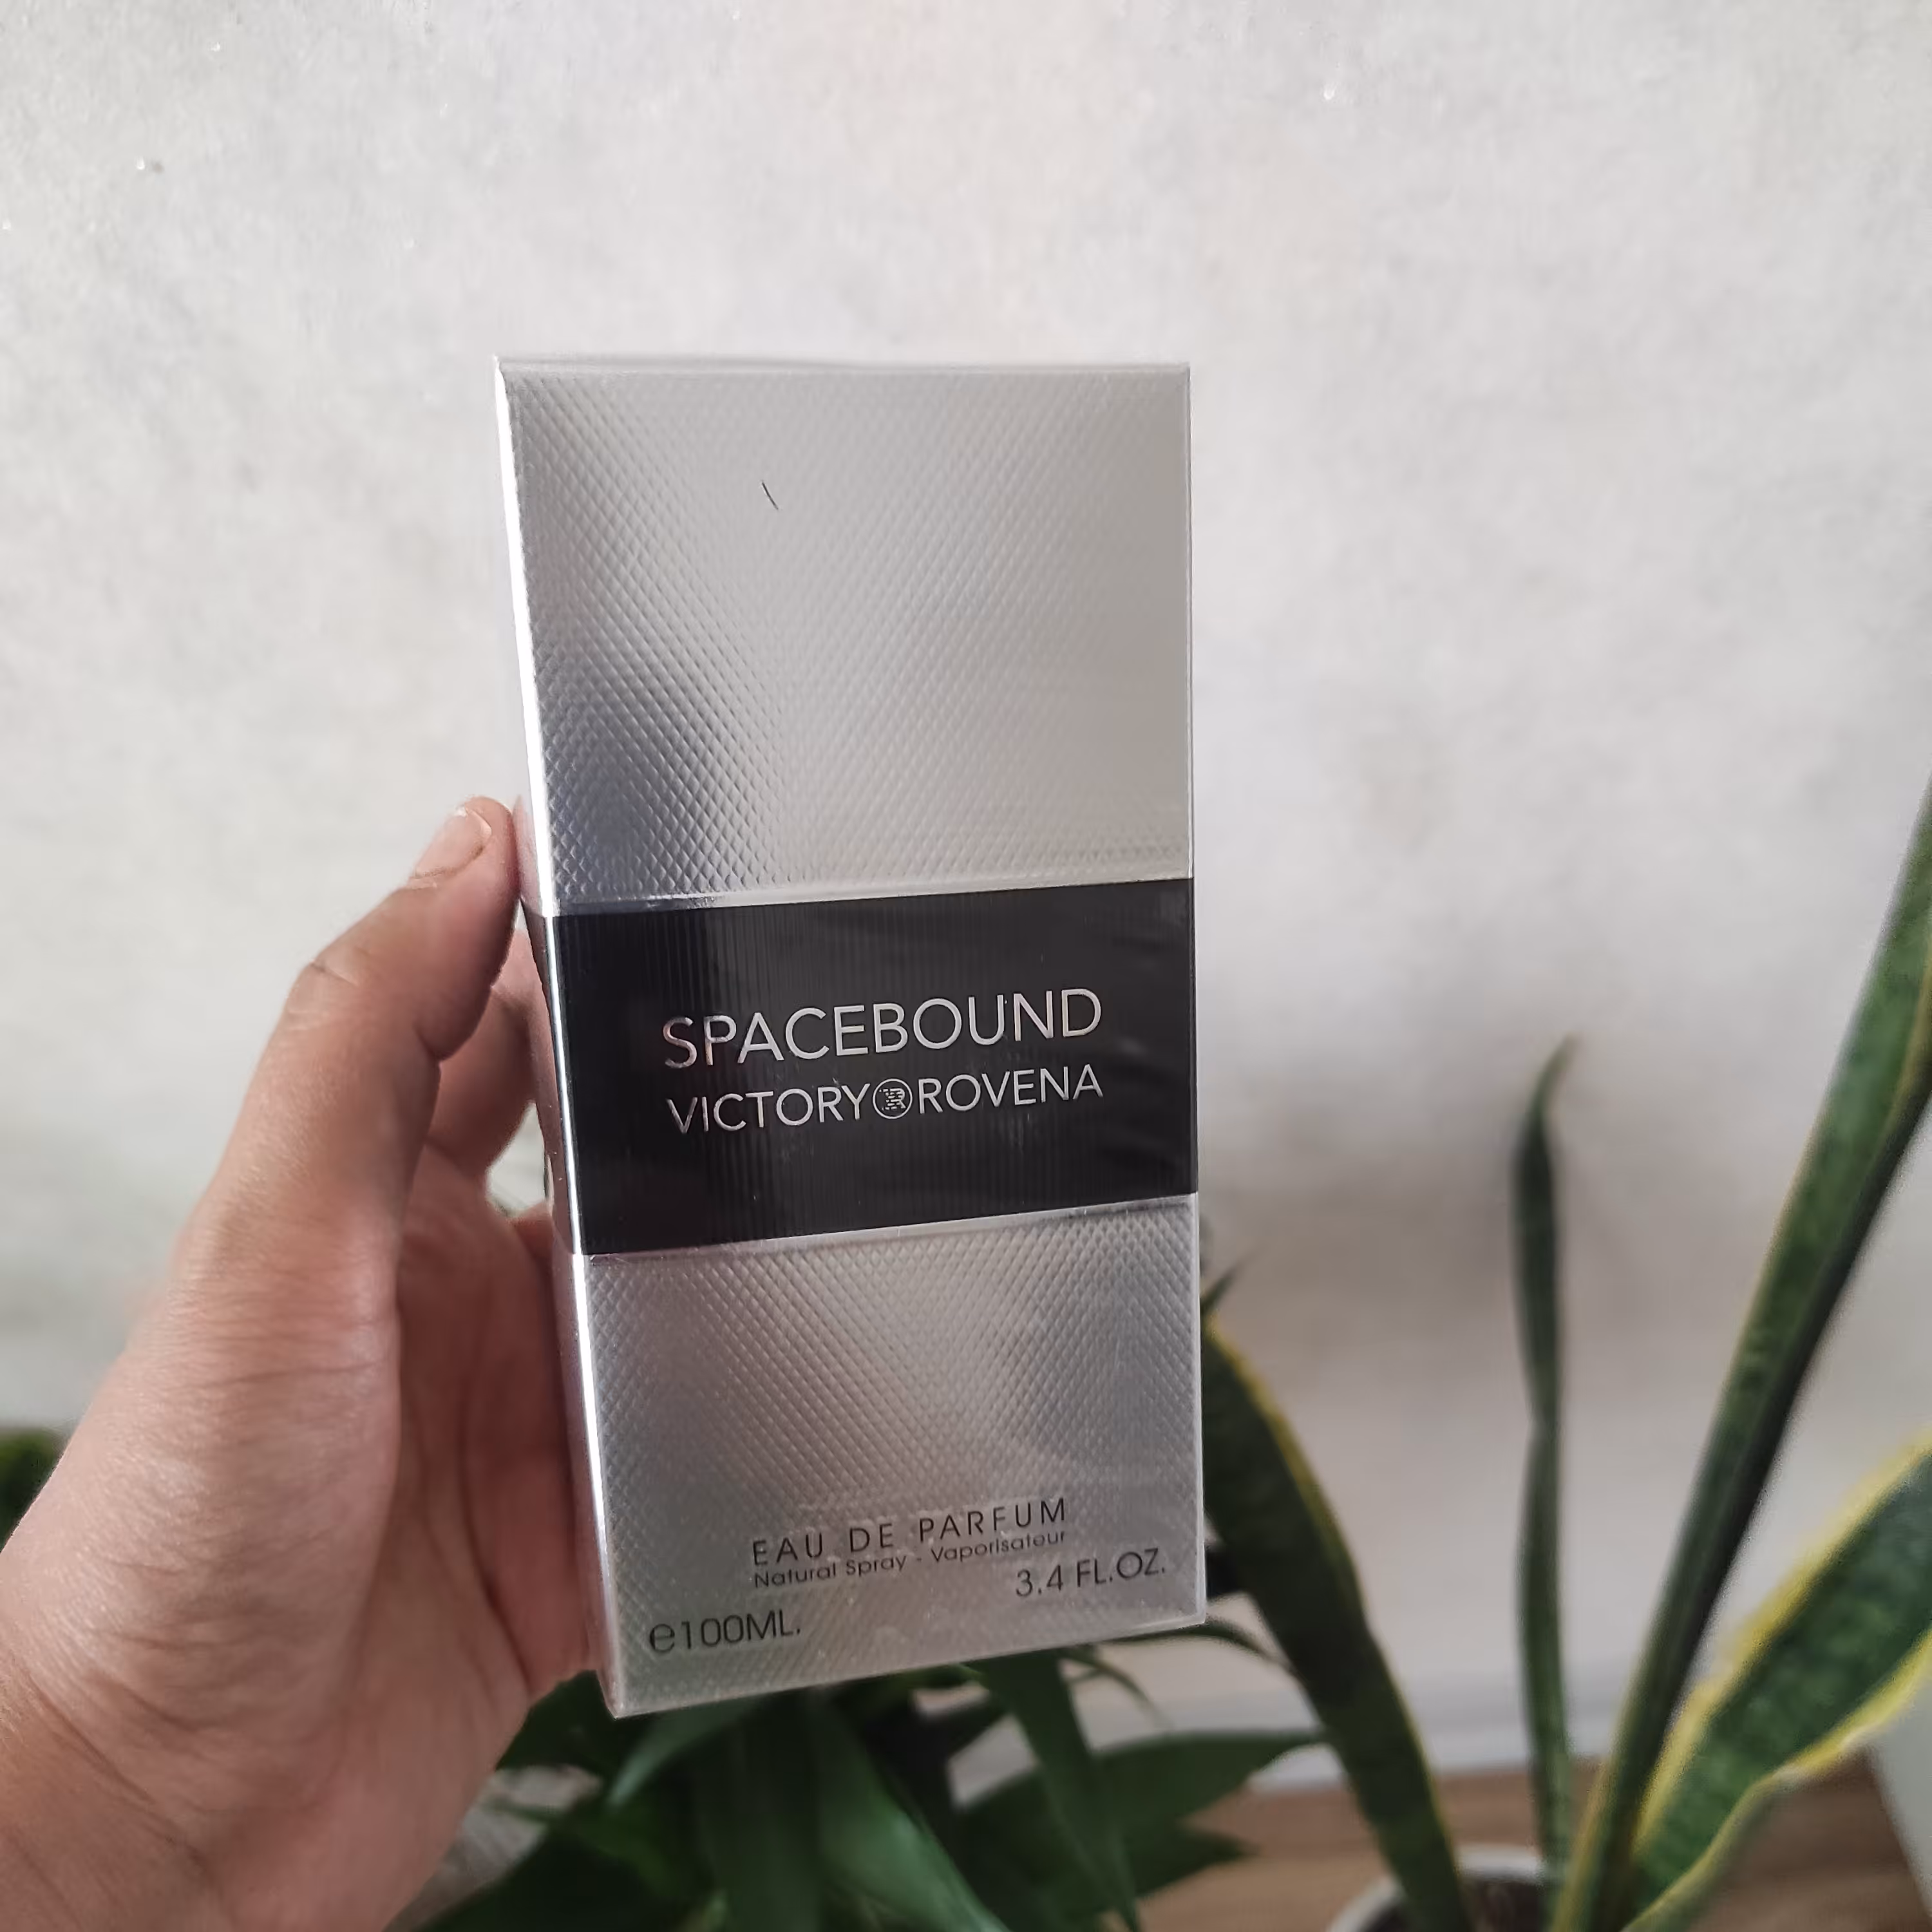 SPACEBOUND
VICTORY ROVENA
EAU DE PARFUM
Natural Spray - Vaporisateur
3.4 FL.OZ.
℮100ML.